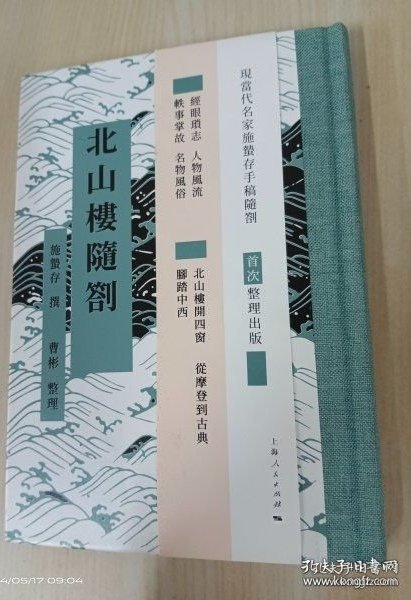 現當代名家施蟄存手稿隨劄
首次整理出版
上海人民出版社
經眼瑣志 人物風流
軼事掌故 名物風俗
北山樓開四窗 從摩登到古典
腳踏中西
北山樓隨劄
施蟄存 撰 曹彬 整理
4/05/17 09:04
孔夫子旧书网